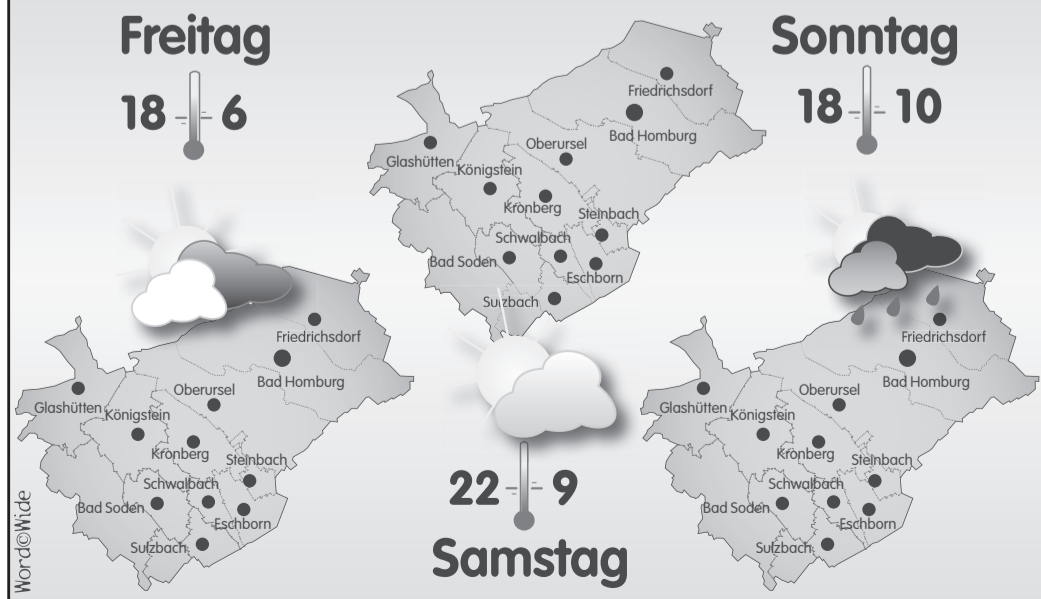 Freitag
18 6
Friedrichsdorf
Bad Homburg
Oberursel
Glashütten
Königstein
Kronberg
Steinbach
Schwalbach
Bad Soden
Eschborn
Sulzbach
Friedrichsdorf
Bad Homburg
Oberursel
Glashütten
Königstein
Kronberg
Steinbach
Schwalbach
Bad Soden
Eschborn
Sulzbach
22 9
Samstag
Sonntag
18 10
Friedrichsdorf
Bad Homburg
Oberursel
Glashütten
Königstein
Kronberg
Steinbach
Schwalbach
Bad Soden
Eschborn
Sulzbach
Word©Wide